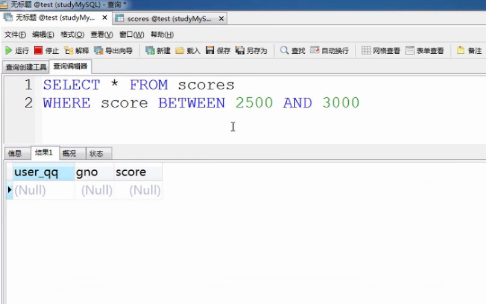 无标题 @test (studyMySQL) - 查询 *
无标题 @test (studyMy... × scores @test (studyMyS... ×
文件(F) 编辑(E) 格式(O) 查看(V) 窗口(W) 帮助(H)
运行 停止 解释 导出向导 新建 载入 保存 另存为 查找 自动换行 网格查看 表单查看 备注
查询创建工具 查询编辑器
1 SELECT * FROM scores
2 WHERE score BETWEEN 2500 AND 3000
信息 结果1 概况 状态
user_qq gno score
(Null) (Null) (Null)